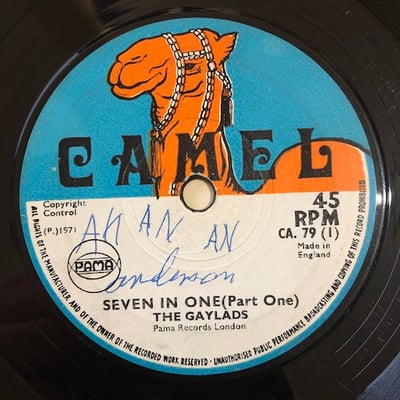 CAMEL
45
RPM
CA. 79 (1)
Made in
England
Copyright
Control
(P.)1971
PAMA
AH AN AN
anderson
SEVEN IN ONE(Part One)
THE GAYLADS
Pama Records London
ALL RIGHTS OF THE MANUFACTURER AND OF THE OWNER OF THE RECORDED WORK RESERVED - UNAUTHORISED PUBLIC PERFORMANCE BROADCASTING AND COPYING OF THIS RECORD PROHIBITED